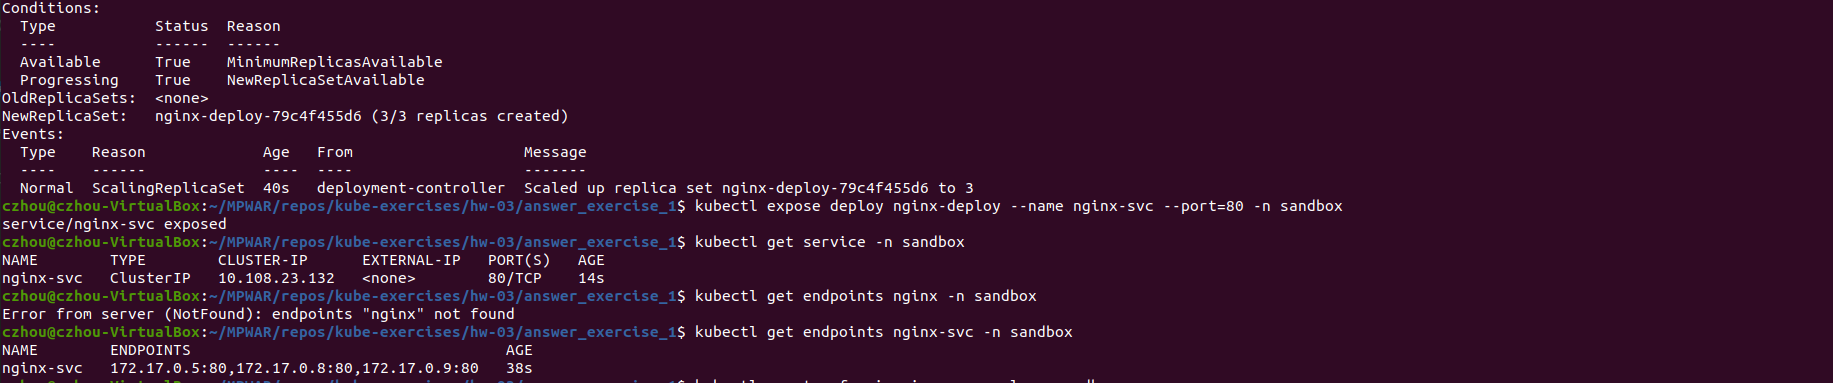 Conditions:
  Type           Status  Reason
  ----           ------  ------
  Available      True    MinimumReplicasAvailable
  Progressing    True    NewReplicaSetAvailable
OldReplicaSets:  <none>
NewReplicaSet:   nginx-deploy-79c4f455d6 (3/3 replicas created)
Events:
  Type    Reason             Age   From                   Message
  ----    ------             ----  ----                   -------
  Normal  ScalingReplicaSet  40s   deployment-controller  Scaled up replica set nginx-deploy-79c4f455d6 to 3
czhou@czhou-VirtualBox:~/MPWAR/repos/kube-exercises/hw-03/answer_exercise_1$ kubectl expose deploy nginx-deploy --name nginx-svc --port=80 -n sandbox
service/nginx-svc exposed
czhou@czhou-VirtualBox:~/MPWAR/repos/kube-exercises/hw-03/answer_exercise_1$ kubectl get service -n sandbox
NAME        TYPE        CLUSTER-IP      EXTERNAL-IP   PORT(S)   AGE
nginx-svc   ClusterIP   10.108.23.132   <none>        80/TCP    14s
czhou@czhou-VirtualBox:~/MPWAR/repos/kube-exercises/hw-03/answer_exercise_1$ kubectl get endpoints nginx -n sandbox
Error from server (NotFound): endpoints "nginx" not found
czhou@czhou-VirtualBox:~/MPWAR/repos/kube-exercises/hw-03/answer_exercise_1$ kubectl get endpoints nginx-svc -n sandbox
NAME        ENDPOINTS                                   AGE
nginx-svc   172.17.0.5:80,172.17.0.8:80,172.17.0.9:80   38s